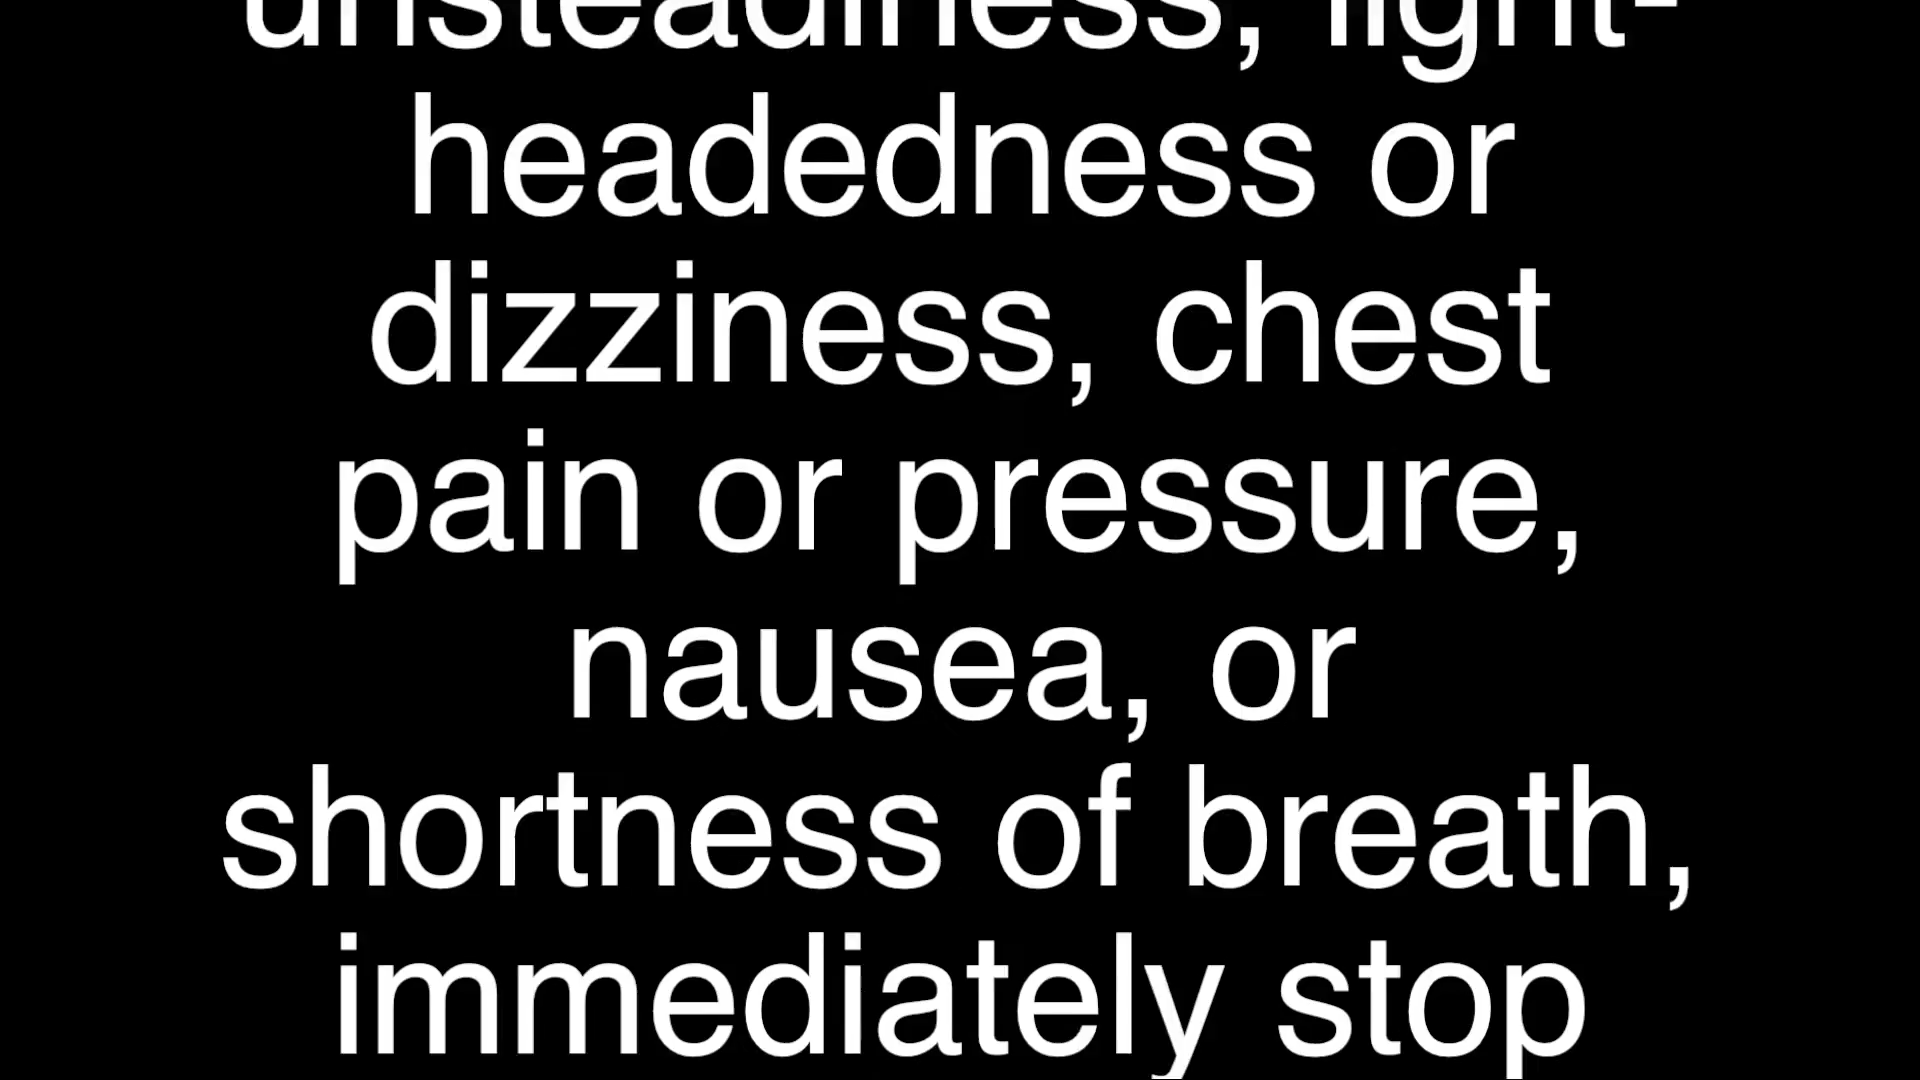 unsteadiness, light-
headedness or
dizziness, chest
pain or pressure,
nausea, or
shortness of breath,
immediately stop